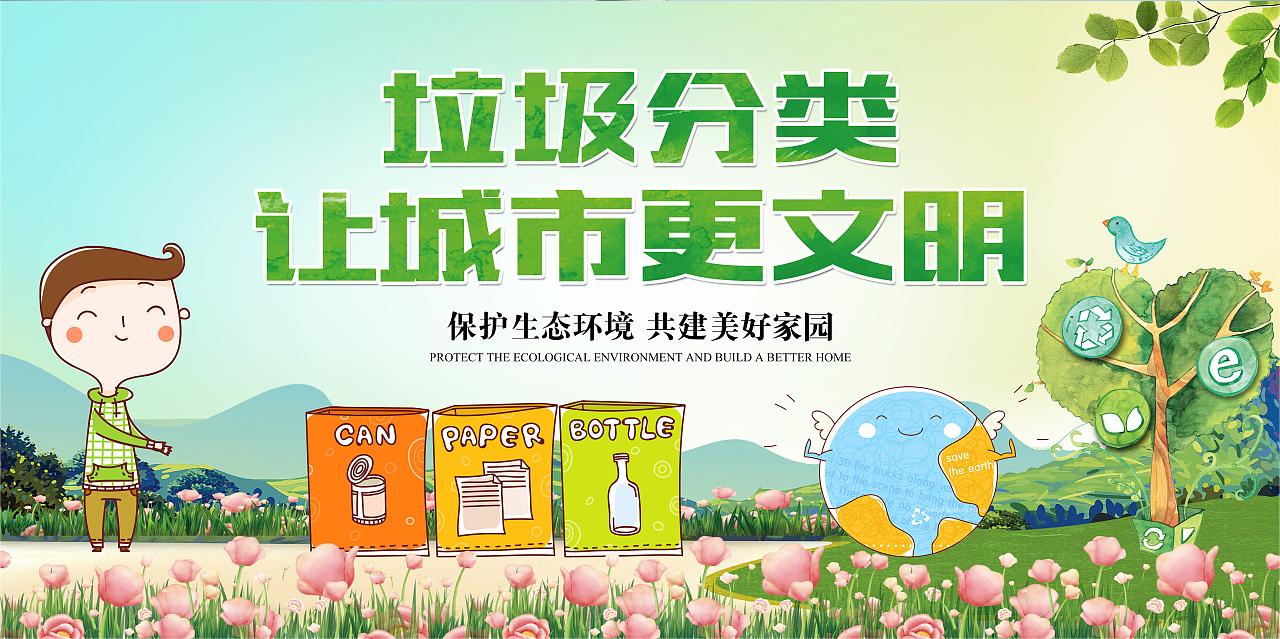 垃圾分类
让城市更文明
保护生态环境 共建美好家园
PROTECT THE ECOLOGICAL ENVIRONMENT AND BUILD A BETTER HOME
CAN
PAPER
BOTTLE
save
the earth
e